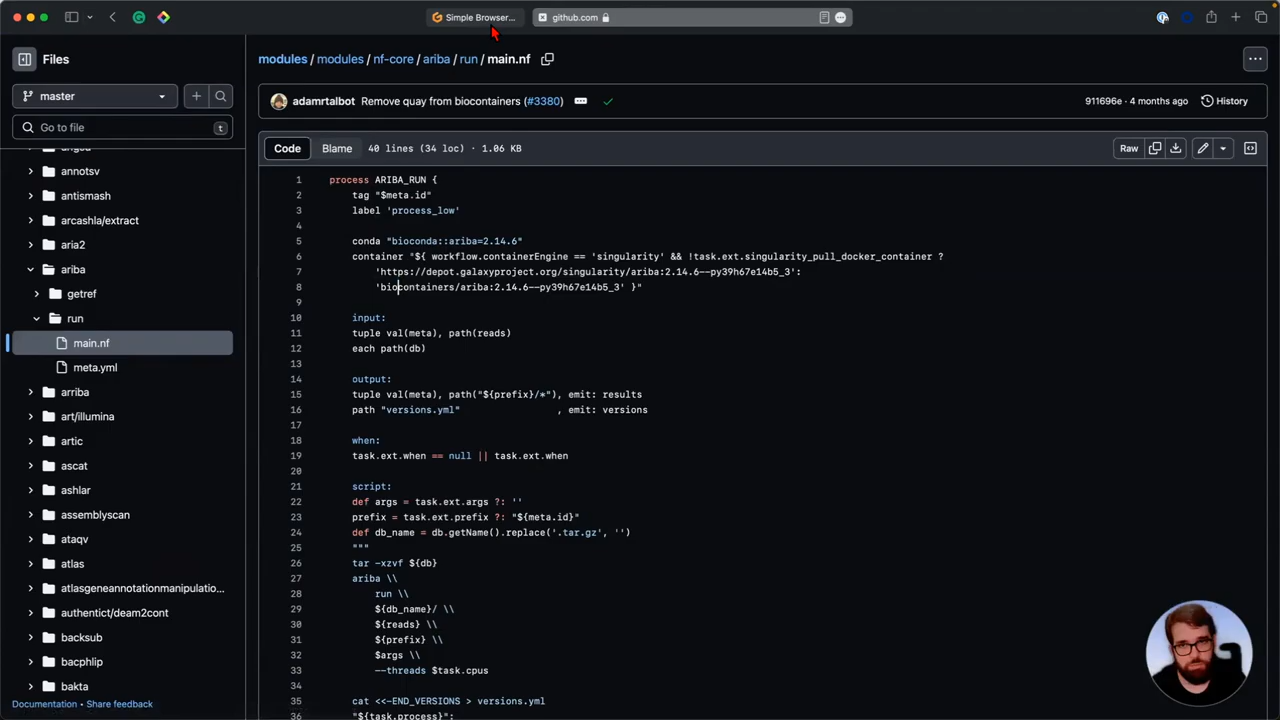 Simple Browser...
github.com
Files
master
Go to file
t
angsd
annotsv
antismash
arcashla/extract
aria2
ariba
getref
run
main.nf
meta.yml
arriba
art/illumina
artic
ascat
ashlar
assemblyscan
ataqv
atlas
atlasgeneannotationmanipulatio...
authentict/deam2cont
backsub
bacphlip
bakta
Documentation • Share feedback
modules / modules / nf-core / ariba / run / main.nf
adamrtalbot Remove quay from biocontainers (#3380)
911696e · 4 months ago
History
Code
Blame
40 lines (34 loc) · 1.06 KB
Raw
1 process ARIBA_RUN {
2 tag "$meta.id"
3 label 'process_low'
4
5 conda "bioconda::ariba=2.14.6"
6 container "${ workflow.containerEngine == 'singularity' && !task.ext.singularity_pull_docker_container ?
7 'https://depot.galaxyproject.org/singularity/ariba:2.14.6--py39h67e14b5_3':
8 'biocontainers/ariba:2.14.6--py39h67e14b5_3' }"
9
10 input:
11 tuple val(meta), path(reads)
12 each path(db)
13
14 output:
15 tuple val(meta), path("${prefix}/*"), emit: results
16 path "versions.yml" , emit: versions
17
18 when:
19 task.ext.when == null || task.ext.when
20
21 script:
22 def args = task.ext.args ?: ''
23 prefix = task.ext.prefix ?: "${meta.id}"
24 def db_name = db.getName().replace('.tar.gz', '')
25 """
26 tar -xzvf ${db}
27 ariba \\
28 run \\
29 ${db_name}/ \\
30 ${reads} \\
31 ${prefix} \\
32 $args \\
33 --threads $task.cpus
34
35 cat <<-END_VERSIONS > versions.yml
36 "${task.process}":